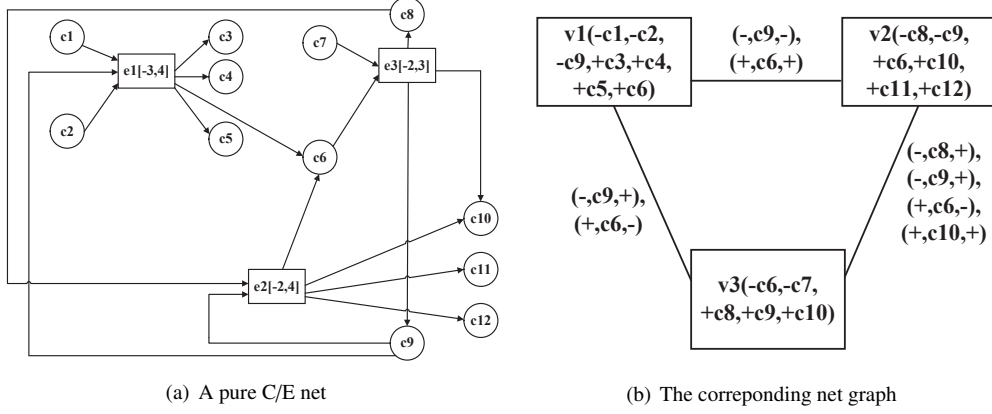 c8
c1
c3
c7
e1[-3,4]
c4
e3[-2,3]
c2
c5
c6
c10
e2[-2,4]
c11
c12
c9
(a) A pure C/E net
v1(-c1,-c2,
-c9,+c3,+c4,
+c5,+c6)
(-,c9,-),
(+,c6,+)
v2(-c8,-c9,
+c6,+c10,
+c11,+c12)
(-,c9,+),
(+,c6,-)
(-,c8,+),
(-,c9,+),
(+,c6,-),
(+,c10,+)
v3(-c6,-c7,
+c8,+c9,+c10)
(b) The correponding net graph